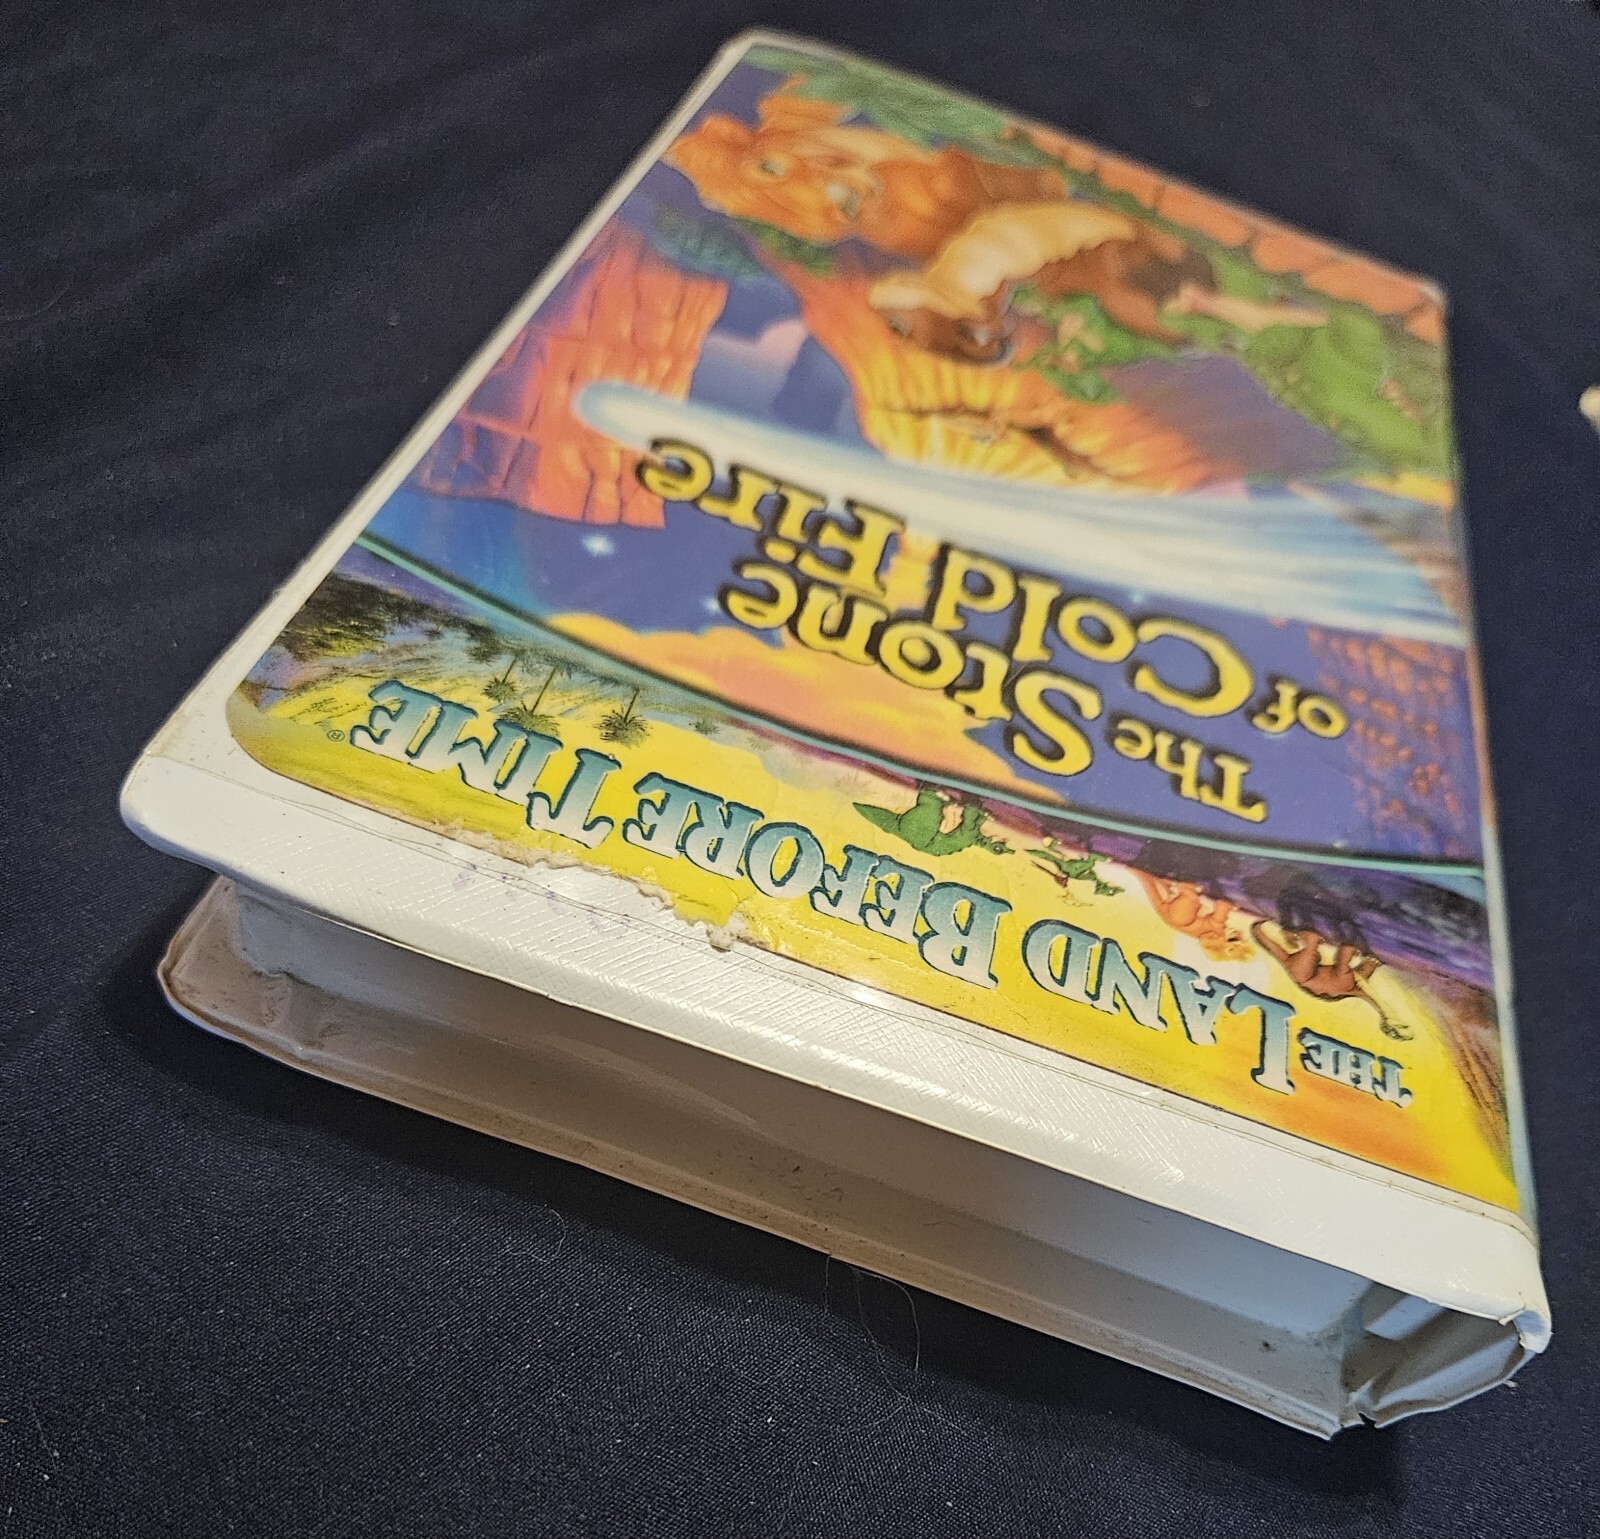 THE LAND BEFORE TIME®
The Stone
of Cold Fire